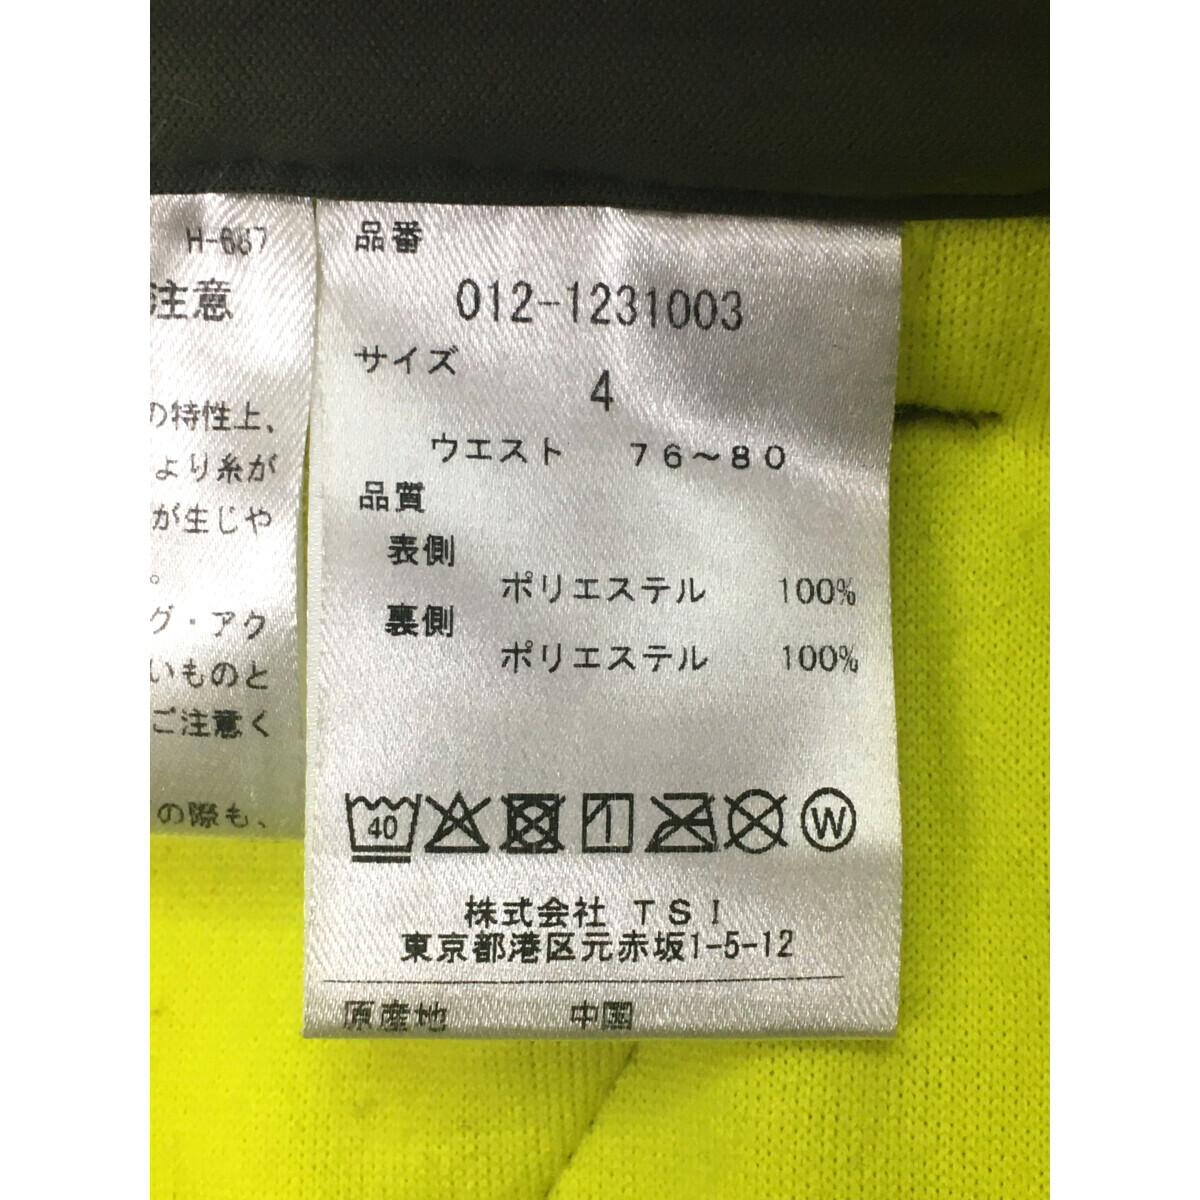 H-687
注意
の特性上、
より糸が
が生じや
。
グ・アク
いものと
ご注意く
の際も、
品番
012-1231003
サイズ
4
ウエスト 76~80
品質
表側
ポリエステル 100%
裏側
ポリエステル 100%
40
W
株式会社 TSI
東京都港区元赤坂1-5-12
原産地 中国